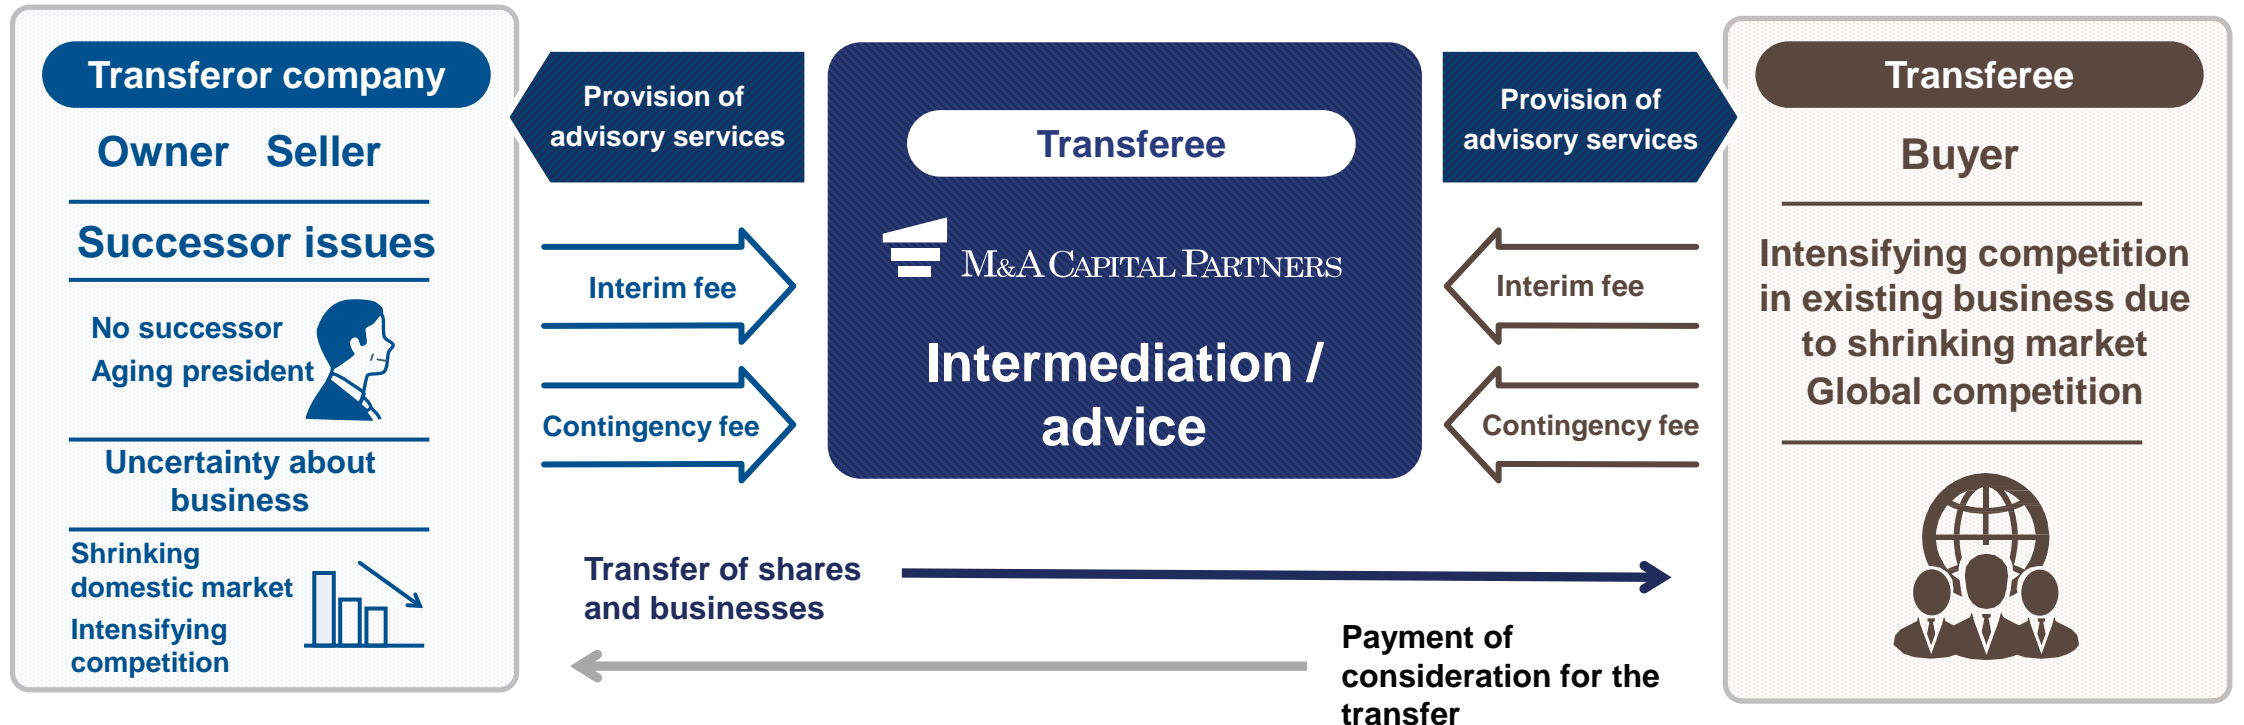 Transferor company
Owner Seller
Successor issues
No successor
Aging president
Uncertainty about
business
Shrinking
domestic market
Intensifying
competition
Provision of
advisory services
Interim fee
Contingency fee
Transferee
M&A CAPITAL PARTNERS
Intermediation /
advice
Provision of
advisory services
Interim fee
Contingency fee
Transfer of shares
and businesses
Payment of
consideration for the
transfer
Transferee
Buyer
Intensifying competition
in existing business due
to shrinking market
Global competition